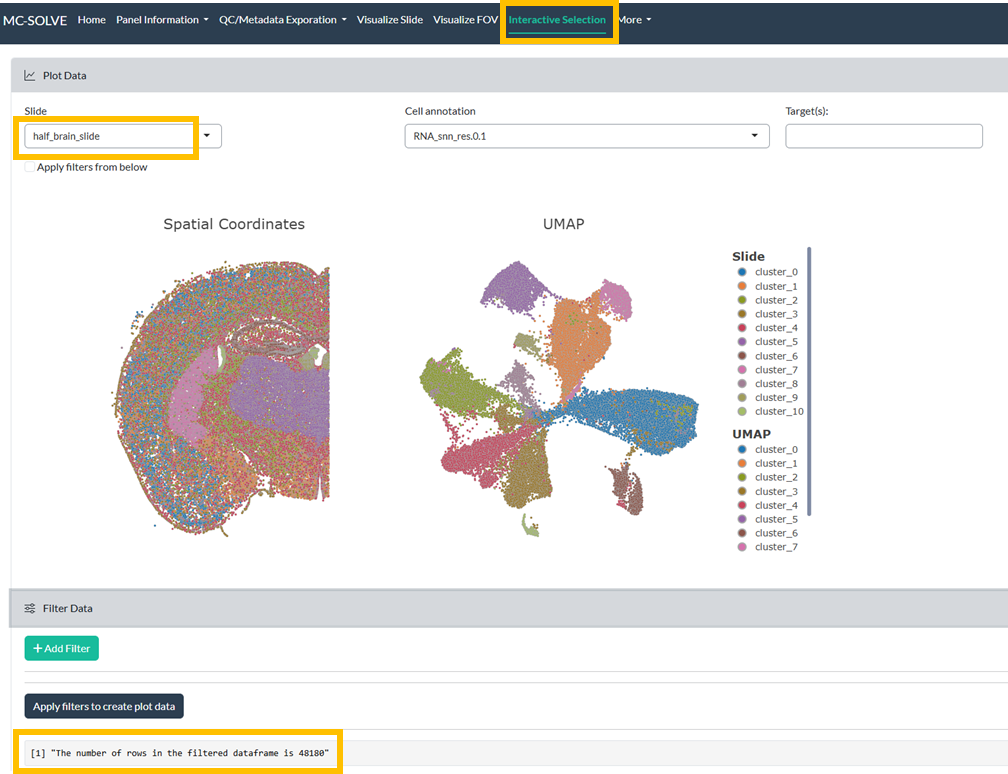 MC-SOLVE Home Panel Information QC/Metadata Exporation Visualize Slide Visualize FOV Interactive Selection More
Plot Data
Slide Cell annotation Target(s):
half_brain_slide RNA_snn_res.0.1
Apply filters from below
Spatial Coordinates UMAP
Slide
cluster_0
cluster_1
cluster_2
cluster_3
cluster_4
cluster_5
cluster_6
cluster_7
cluster_8
cluster_9
cluster_10
UMAP
cluster_0
cluster_1
cluster_2
cluster_3
cluster_4
cluster_5
cluster_6
cluster_7
Filter Data
+ Add Filter
Apply filters to create plot data
[1] "The number of rows in the filtered dataframe is 48180"